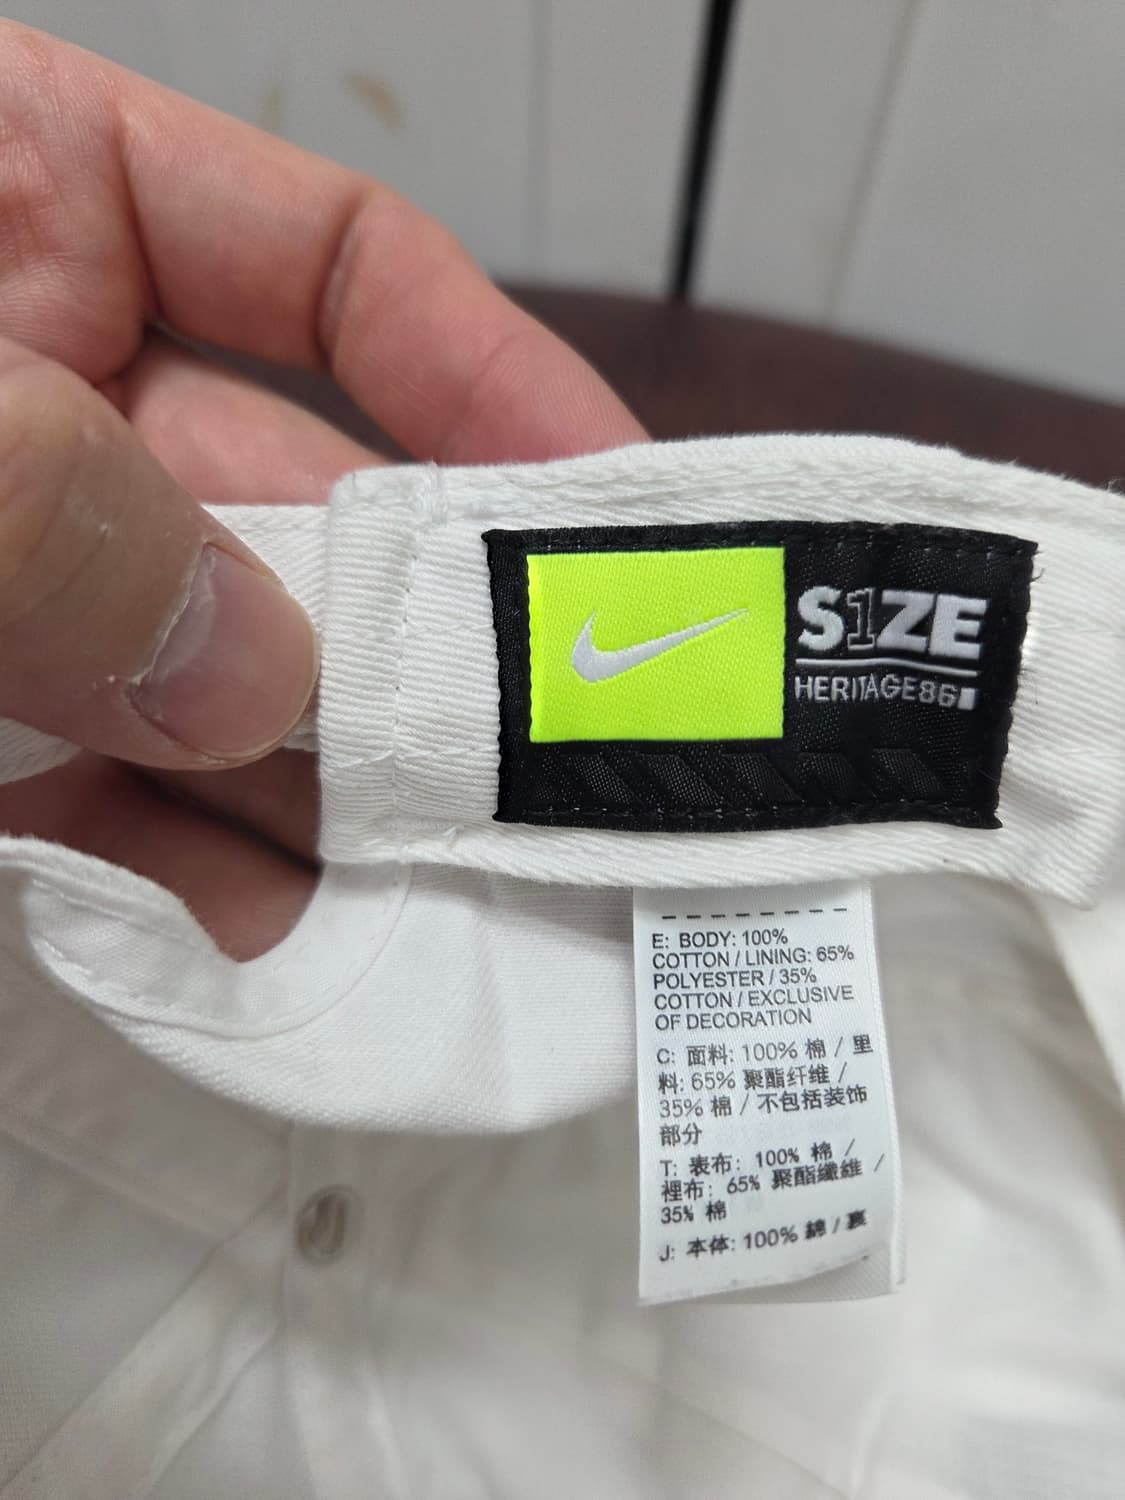 S1ZE
HERITAGE86
E: BODY: 100%
COTTON / LINING: 65%
POLYESTER / 35%
COTTON / EXCLUSIVE
OF DECORATION
C: 面料: 100% 棉 / 里
料: 65% 聚酯纤维 /
35% 棉 / 不包括装饰
部分
T: 表布: 100% 棉 /
裡布: 65% 聚酯纖維 /
35% 棉
J: 本体: 100% 綿 / 裏